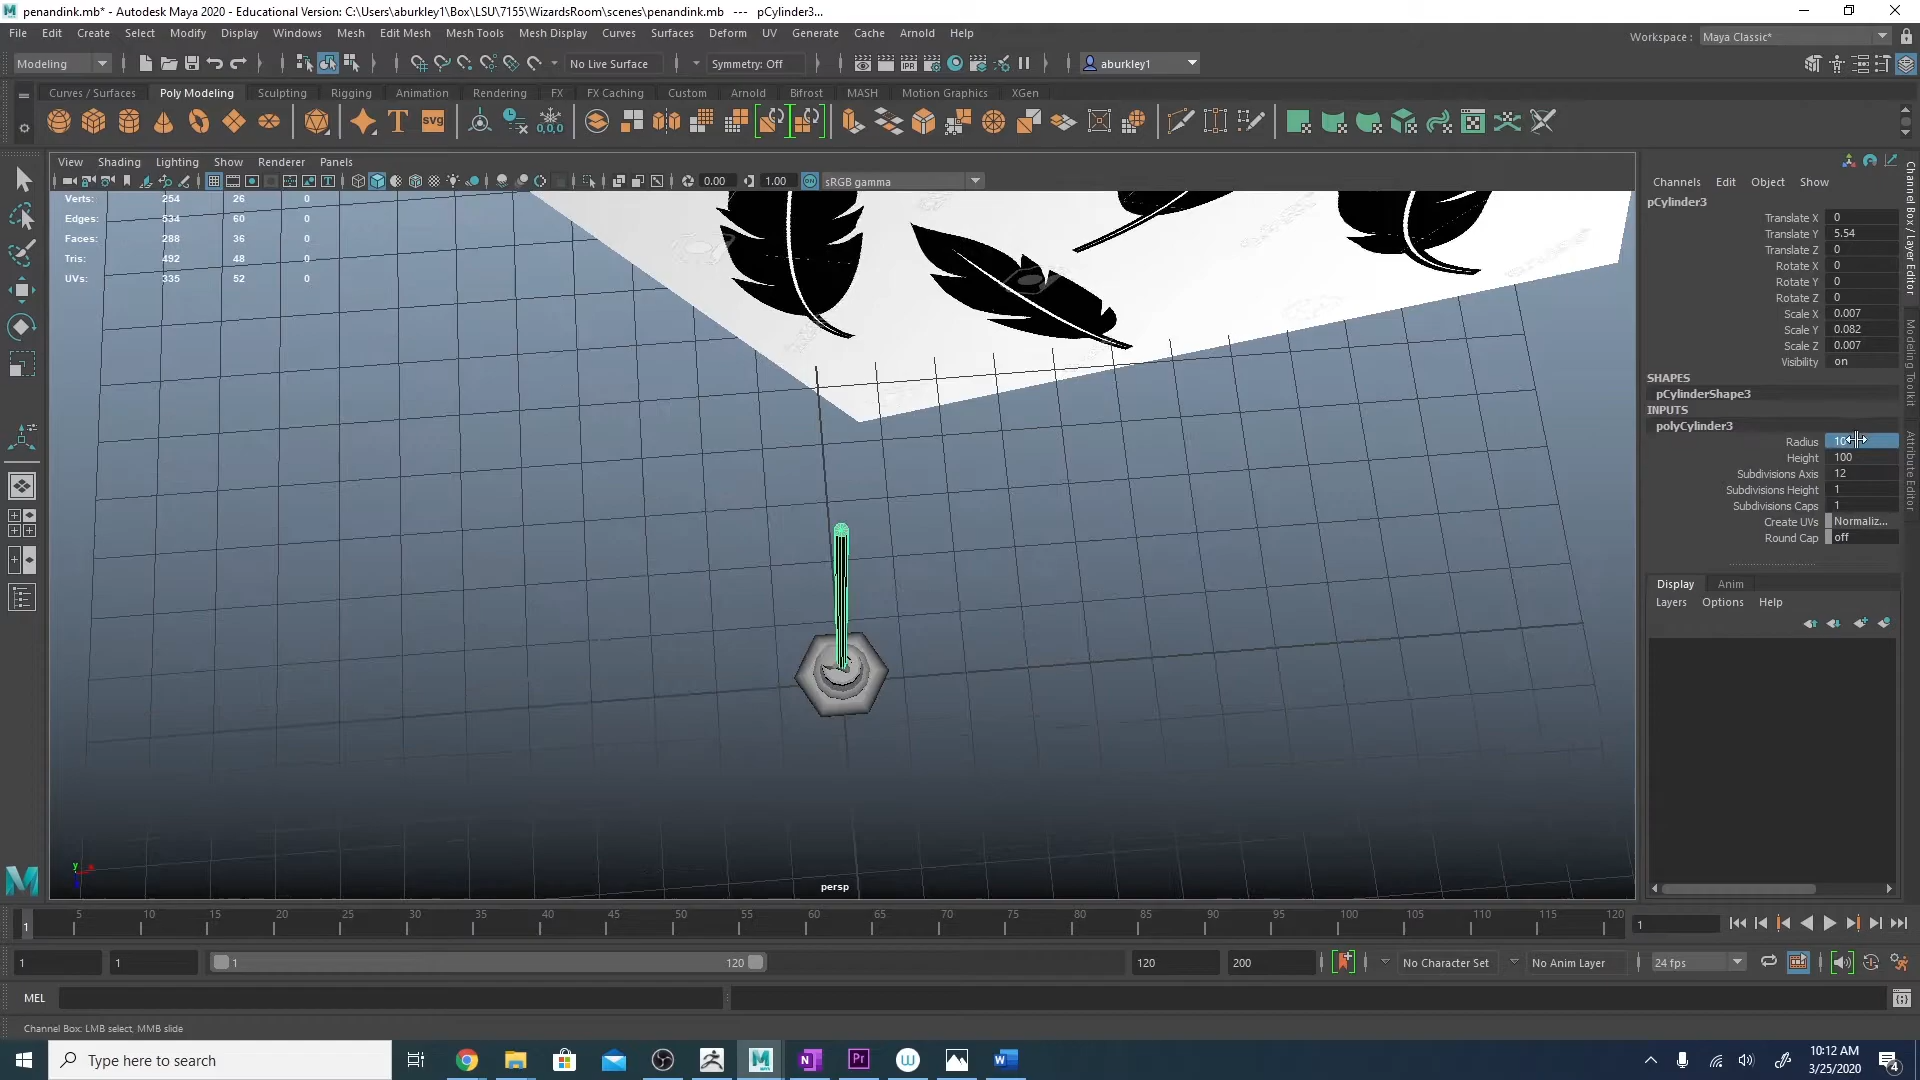 penandink.mb* - Autodesk Maya 2020 - Educational Version: C:\Users\aburkley1\Box\LSU\7155\WizardsRoom\scenes\penandink.mb --- pCylinder3...
File Edit Create Select Modify Display Windows Mesh Edit Mesh Mesh Tools Mesh Display Curves Surfaces Deform UV Generate Cache Arnold Help
Workspace : Maya Classic*
Modeling No Live Surface Symmetry: Off aburkley1
Curves / Surfaces Poly Modeling Sculpting Rigging Animation Rendering FX FX Caching Custom Arnold Bifrost MASH Motion Graphics XGen
View Shading Lighting Show Renderer Panels
0.00 1.00 sRGB gamma
Verts: 254 26 0
Edges: 534 60 0
Faces: 288 36 0
Tris: 492 48 0
UVs: 335 52 0
persp
Channels Edit Object Show
pCylinder3
Translate X 0
Translate Y 5.54
Translate Z 0
Rotate X 0
Rotate Y 0
Rotate Z 0
Scale X 0.007
Scale Y 0.082
Scale Z 0.007
Visibility on
SHAPES
pCylinderShape3
INPUTS
polyCylinder3
Radius 10
Height 100
Subdivisions Axis 12
Subdivisions Height 1
Subdivisions Caps 1
Create UVs Normaliz...
Round Cap off
Display Anim
Layers Options Help
Channel Box / Layer Editor
Modeling Toolkit
Attribute Editor
5 10 15 20 25 30 35 40 45 50 55 60 65 70 75 80 85 90 95 100 105 110 115 120
1 1
1 1 1 120 120 200 No Character Set No Anim Layer 24 fps
MEL
Channel Box: LMB select, MMB slide
Type here to search
10:12 AM
3/25/2020
4